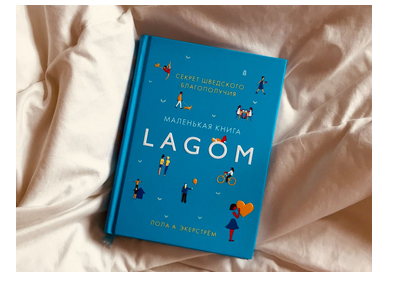 СЕКРЕТ ШВЕДСКОГО
БЛАГОПОЛУЧИЯ
МАЛЕНЬКАЯ КНИГА
LAGOM
ЛОЛА А. ЭКЕРСТРЁМ